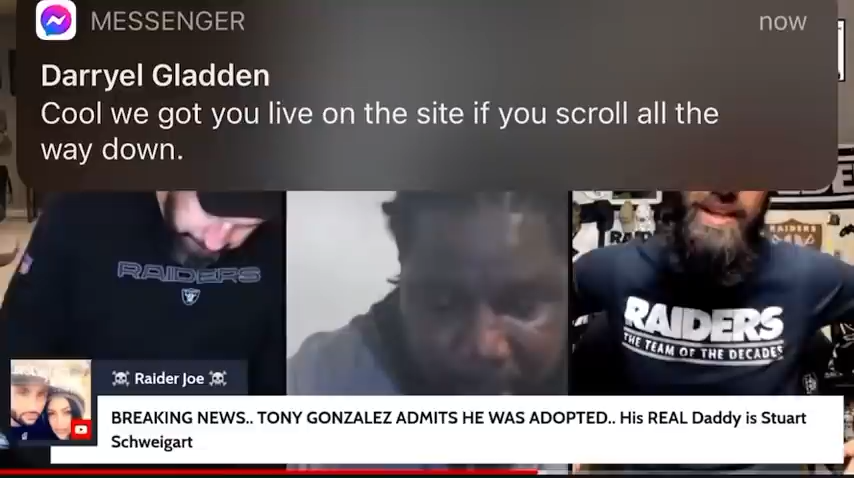 MESSENGER
now
Darryel Gladden
Cool we got you live on the site if you scroll all the
way down.
RAIDERS
RAIDERS
RAIDERS
THE TEAM OF THE DECADES
☠️ Raider Joe ☠️
BREAKING NEWS.. TONY GONZALEZ ADMITS HE WAS ADOPTED.. His REAL Daddy is Stuart
Schweigart